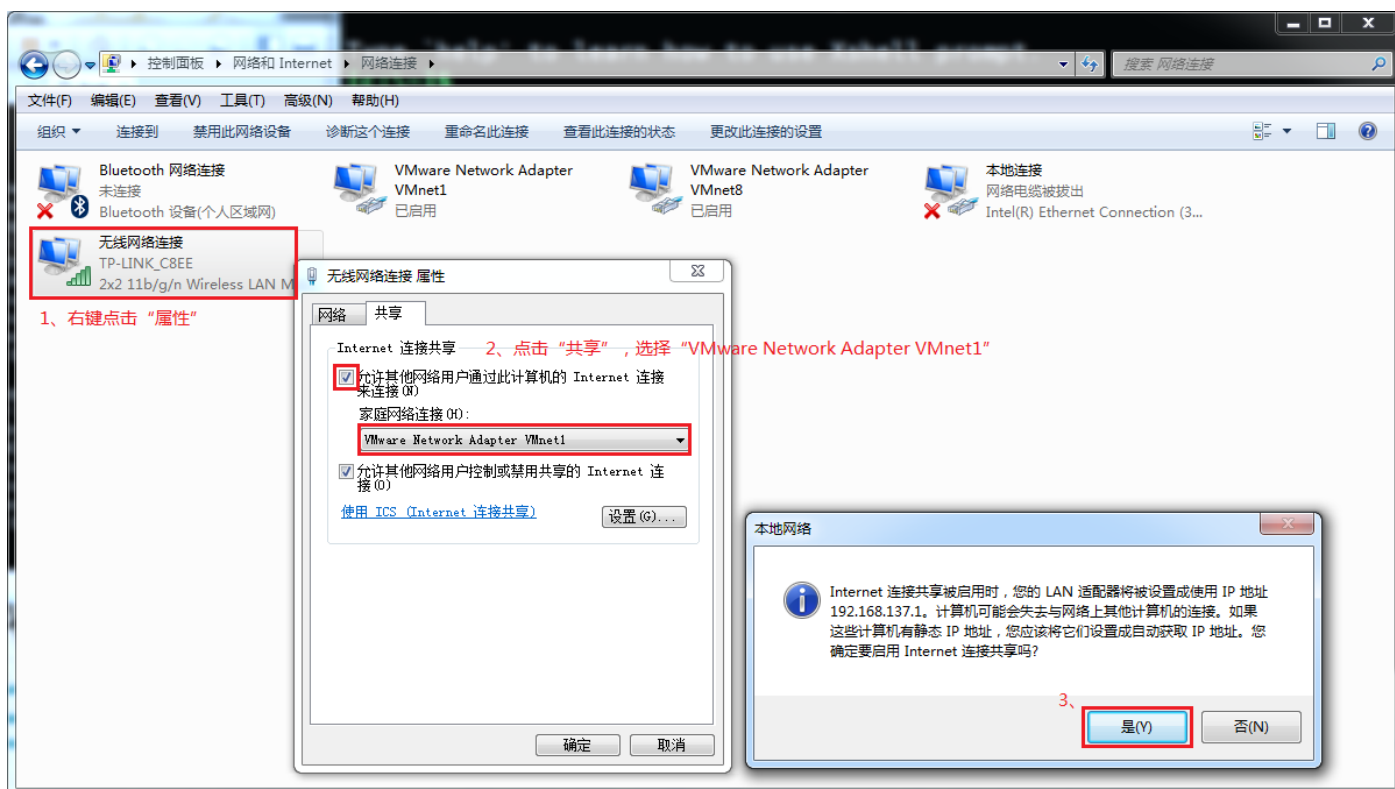 Type `help' to learn how to use Xshell prompt.
控制面板 网络和 Internet 网络连接
搜索 网络连接
文件(F) 编辑(E) 查看(V) 工具(T) 高级(N) 帮助(H)
组织 连接到 禁用此网络设备 诊断这个连接 重命名此连接 查看此连接的状态 更改此连接的设置
Bluetooth 网络连接
未连接
Bluetooth 设备(个人区域网)
VMware Network Adapter
VMnet1
已启用
VMware Network Adapter
VMnet8
已启用
本地连接
网络电缆被拔出
Intel(R) Ethernet Connection (3...
无线网络连接
TP-LINK_C8EE
2x2 11b/g/n Wireless LAN M
1、右键点击“属性”
无线网络连接 属性
网络 共享
Internet 连接共享
2、点击“共享”，选择“VMware Network Adapter VMnet1”
允许其他网络用户通过此计算机的 Internet 连接
来连接(N)
家庭网络连接(H):
VMware Network Adapter VMnet1
允许其他网络用户控制或禁用共享的 Internet 连
接(O)
使用 ICS (Internet 连接共享)
设置(G)...
确定 取消
本地网络
Internet 连接共享被启用时，您的 LAN 适配器将被设置成使用 IP 地址
192.168.137.1。计算机可能会失去与网络上其他计算机的连接。如果
这些计算机有静态 IP 地址，您应该将它们设置成自动获取 IP 地址。您
确定要启用 Internet 连接共享吗?
3、
是(Y) 否(N)